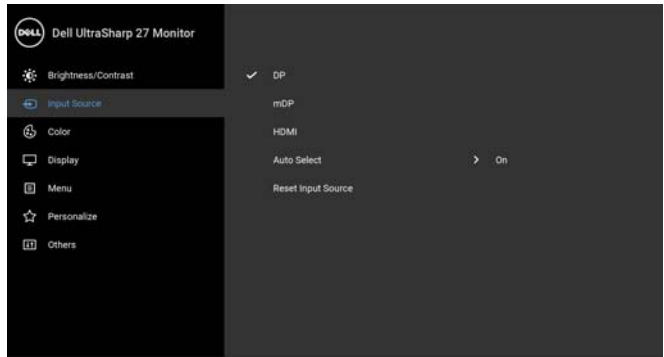 DELL Dell UltraSharp 27 Monitor
Brightness/Contrast
DP
Input Source
mDP
Color
HDMI
Display
Auto Select
On
Menu
Reset Input Source
Personalize
Others